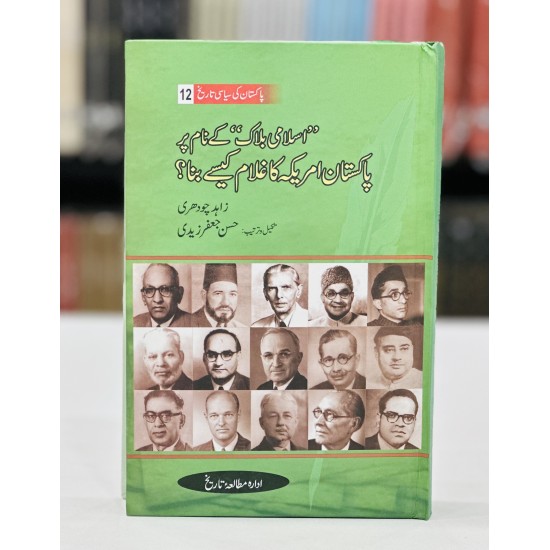 پاکستان کی سیاسی تاریخ 12
”اسلامی بلاک“ کے نام پر
پاکستان امریکہ کا غلام کیسے بنا؟
زاہد چودھری
تکمیل و ترتیب: حسن جعفر زیدی
ادارہ مطالعۂ تاریخ